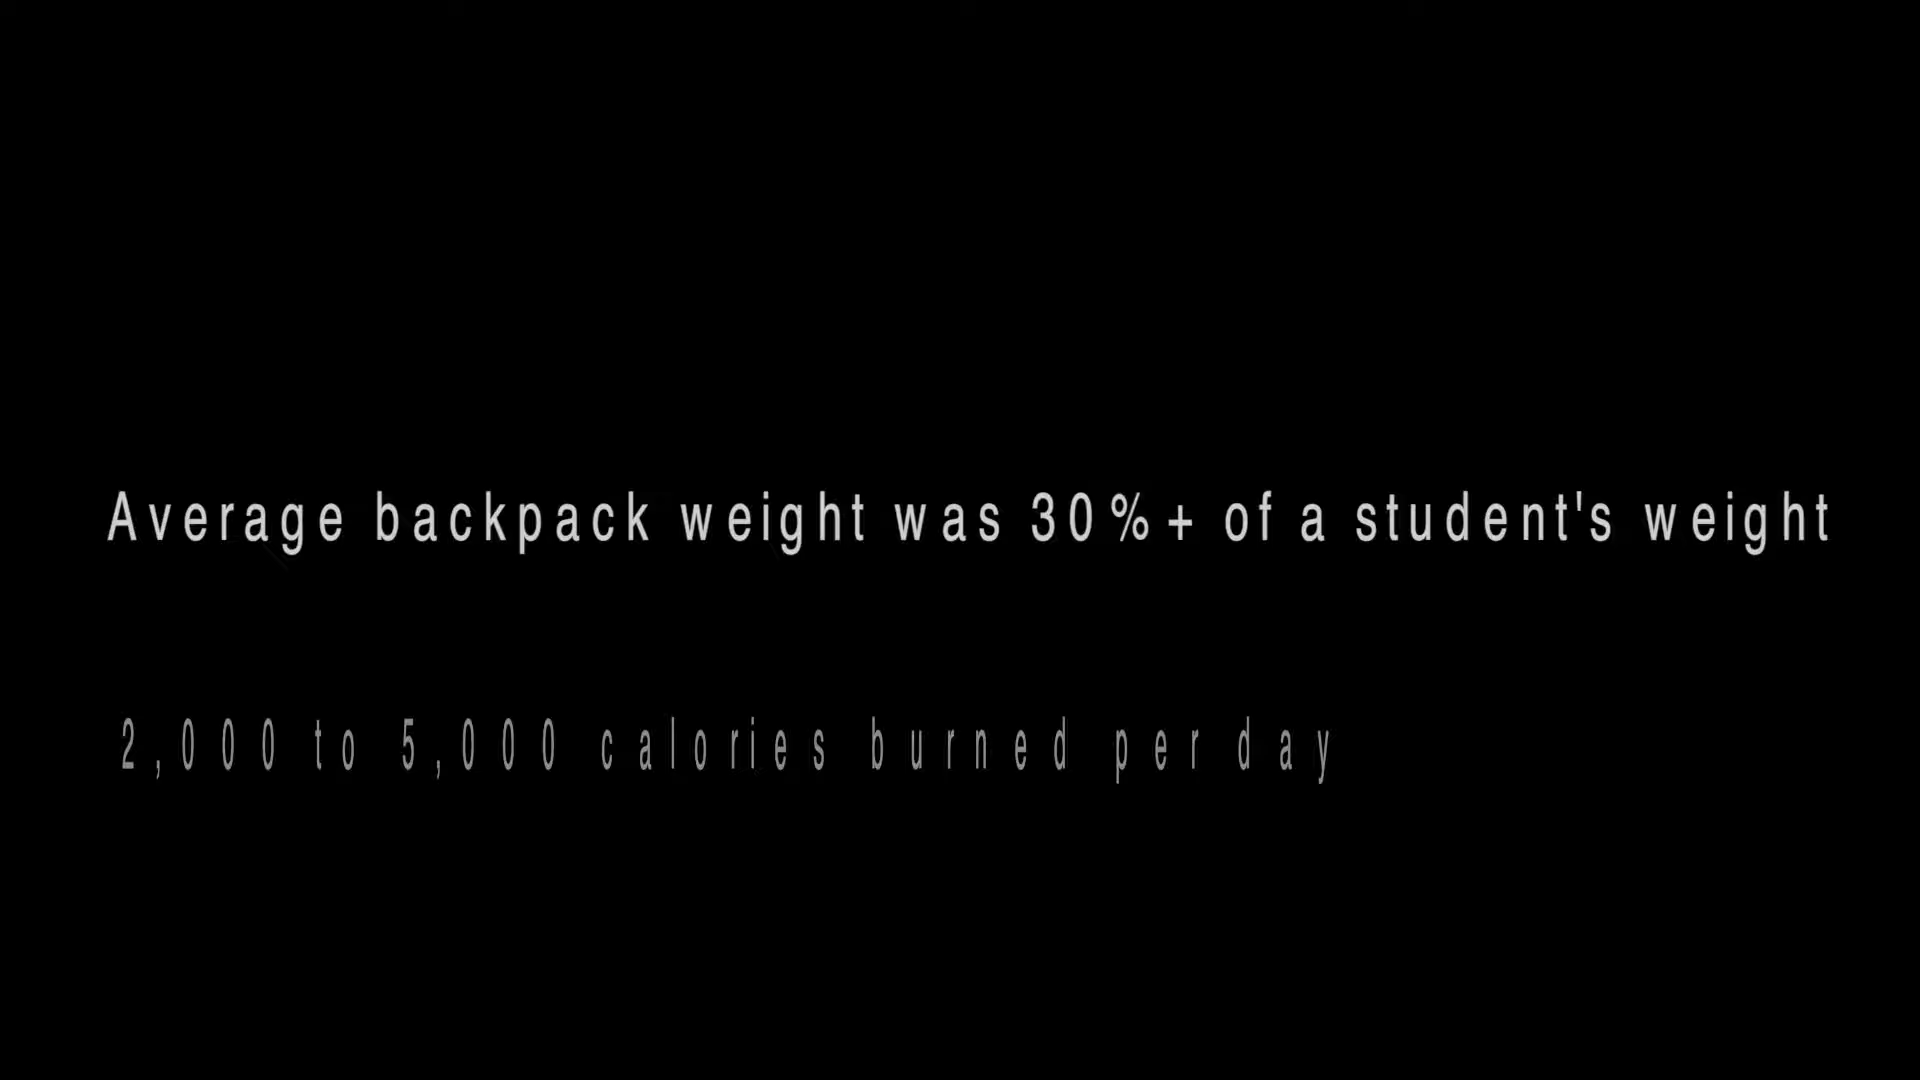 Average backpack weight was 30%+ of a student's weight
2,000 to 5,000 calories burned per day